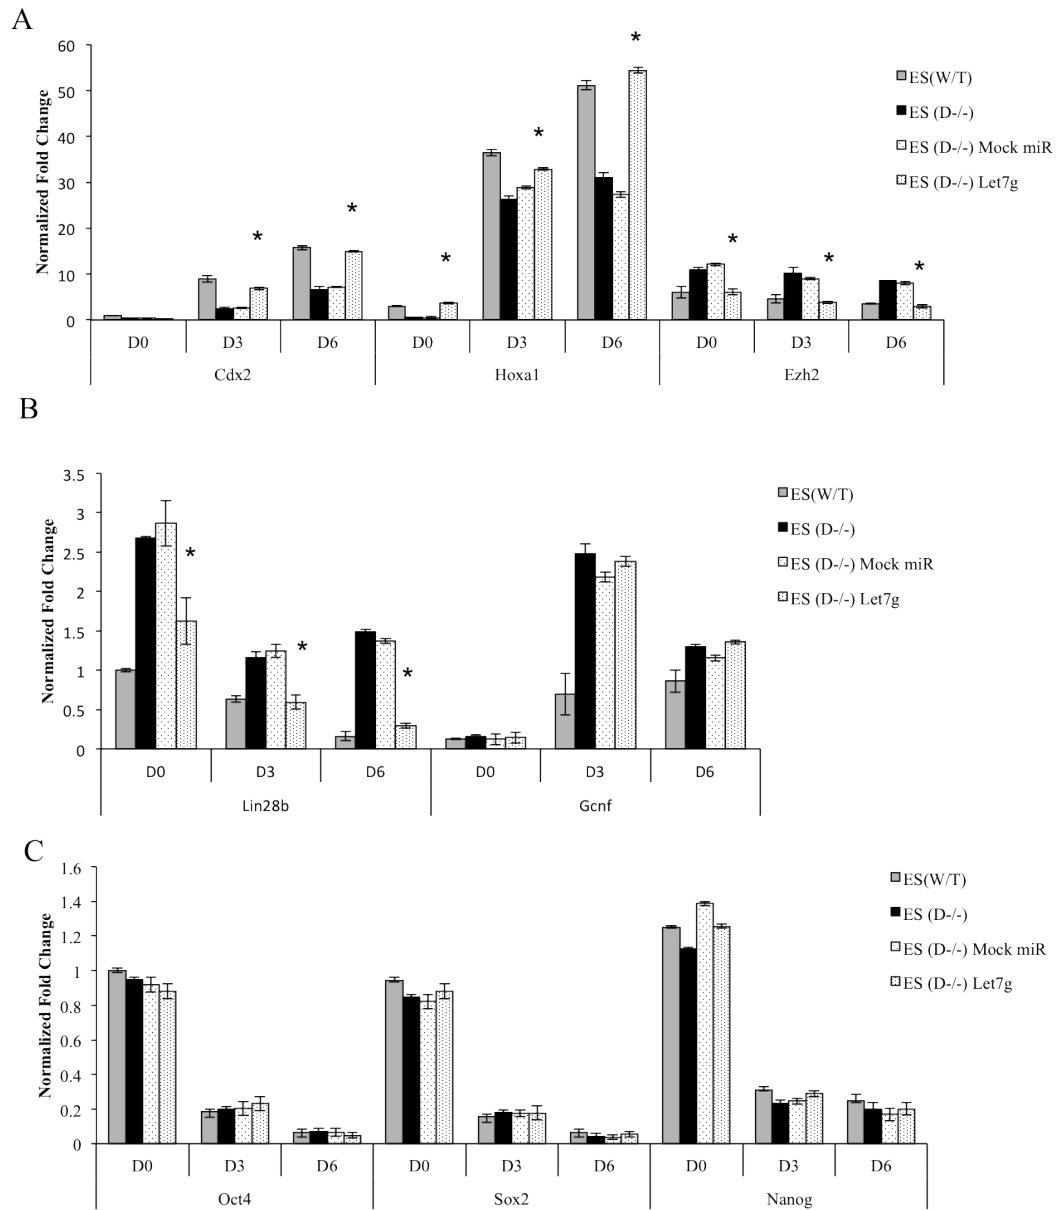 A
60
50
40
30
20
10
0
Normalized Fold Change
* * * * * * * *
D0 D3 D6 D0 D3 D6 D0 D3 D6
Cdx2 Hoxa1 Ezh2
ES(W/T)
ES (D-/-)
ES (D-/-) Mock miR
ES (D-/-) Let7g
B
3.5
3
2.5
2
1.5
1
0.5
0
Normalized Fold Change
* * *
D0 D3 D6 D0 D3 D6
Lin28b Gcnf
ES(W/T)
ES (D-/-)
ES (D-/-) Mock miR
ES (D-/-) Let7g
C
1.6
1.4
1.2
1
0.8
0.6
0.4
0.2
0
Normalized Fold Change
D0 D3 D6 D0 D3 D6 D0 D3 D6
Oct4 Sox2 Nanog
ES(W/T)
ES (D-/-)
ES (D-/-) Mock miR
ES (D-/-) Let7g